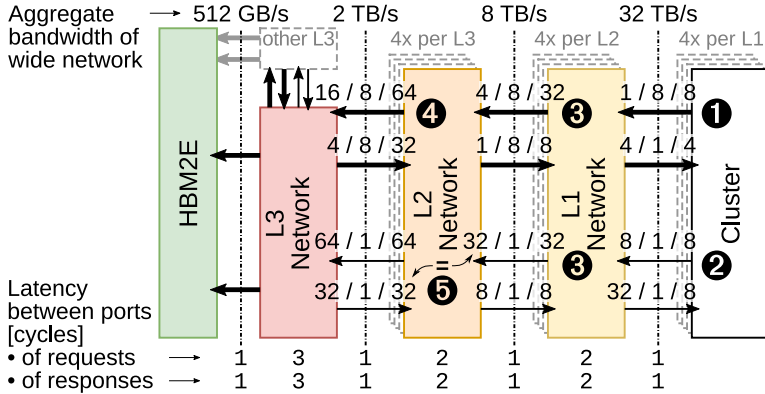 Aggregate bandwidth of wide network
512 GB/s 2 TB/s 8 TB/s 32 TB/s
other L3 4x per L3 4x per L2 4x per L1
16 / 8 / 64 4 / 8 / 32 1 / 8 / 8
4 3 1
4 / 8 / 32 1 / 8 / 8 4 / 1 / 4
HBM2E
L3 Network
L2 Network
L1 Network
Cluster
64 / 1 / 64 32 / 1 / 32 8 / 1 / 8
= 3 2
5
32 / 1 / 32 8 / 1 / 8 32 / 1 / 8
Latency between ports [cycles]
• of requests 1 3 1 2 1 2 1
• of responses 1 3 1 2 1 2 1